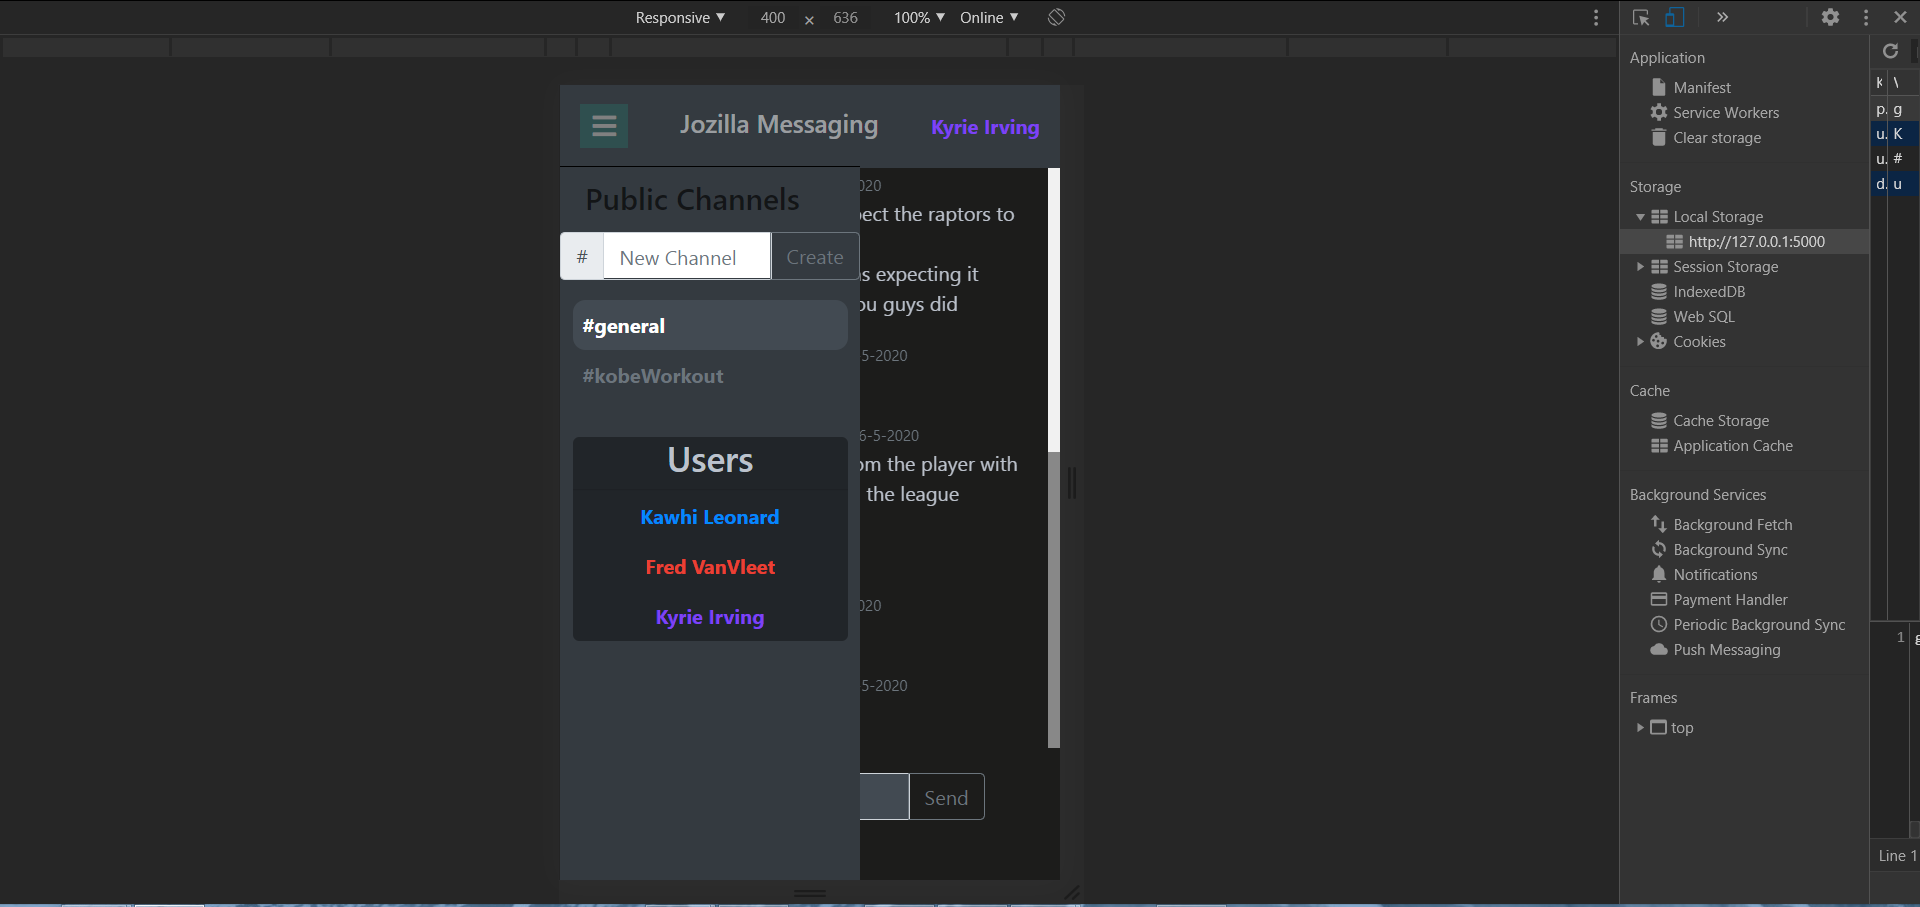 Responsive ▼ 400 × 636 100% ▼ Online ▼
Jozilla Messaging
Kyrie Irving
Public Channels
# New Channel Create
#general
#kobeWorkout
Users
Kawhi Leonard
Fred VanVleet
Kyrie Irving
020
pect the raptors to
s expecting it
ou guys did
5-2020
6-5-2020
om the player with
the league
020
5-2020
Send
Application
Manifest
Service Workers
Clear storage
Storage
Local Storage
http://127.0.0.1:5000
Session Storage
IndexedDB
Web SQL
Cookies
Cache
Cache Storage
Application Cache
Background Services
Background Fetch
Background Sync
Notifications
Payment Handler
Periodic Background Sync
Push Messaging
Frames
top
p. g
u. K
u. #
d. u
1
Line 1